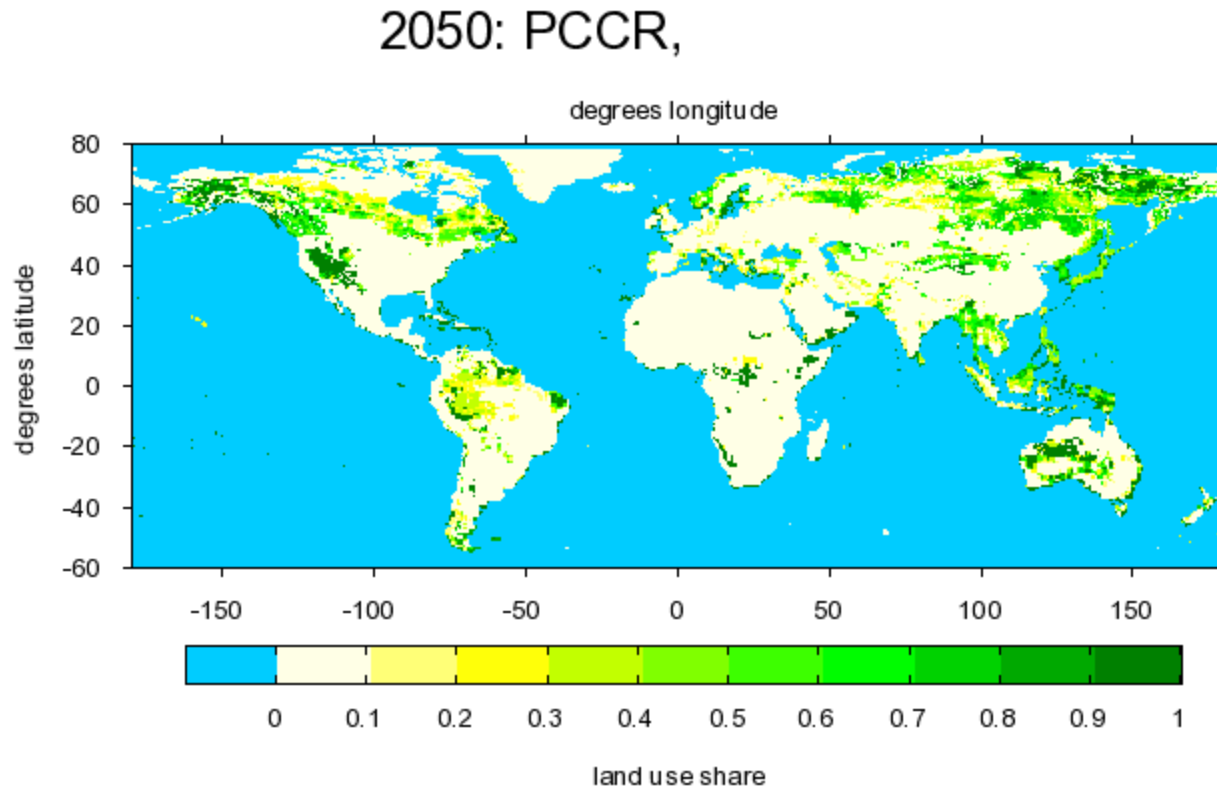 2050: PCCR,
degrees longitude
80
60
40
20
0
-20
-40
-60
degrees latitude
-150 -100 -50 0 50 100 150
0 0.1 0.2 0.3 0.4 0.5 0.6 0.7 0.8 0.9 1
land use share